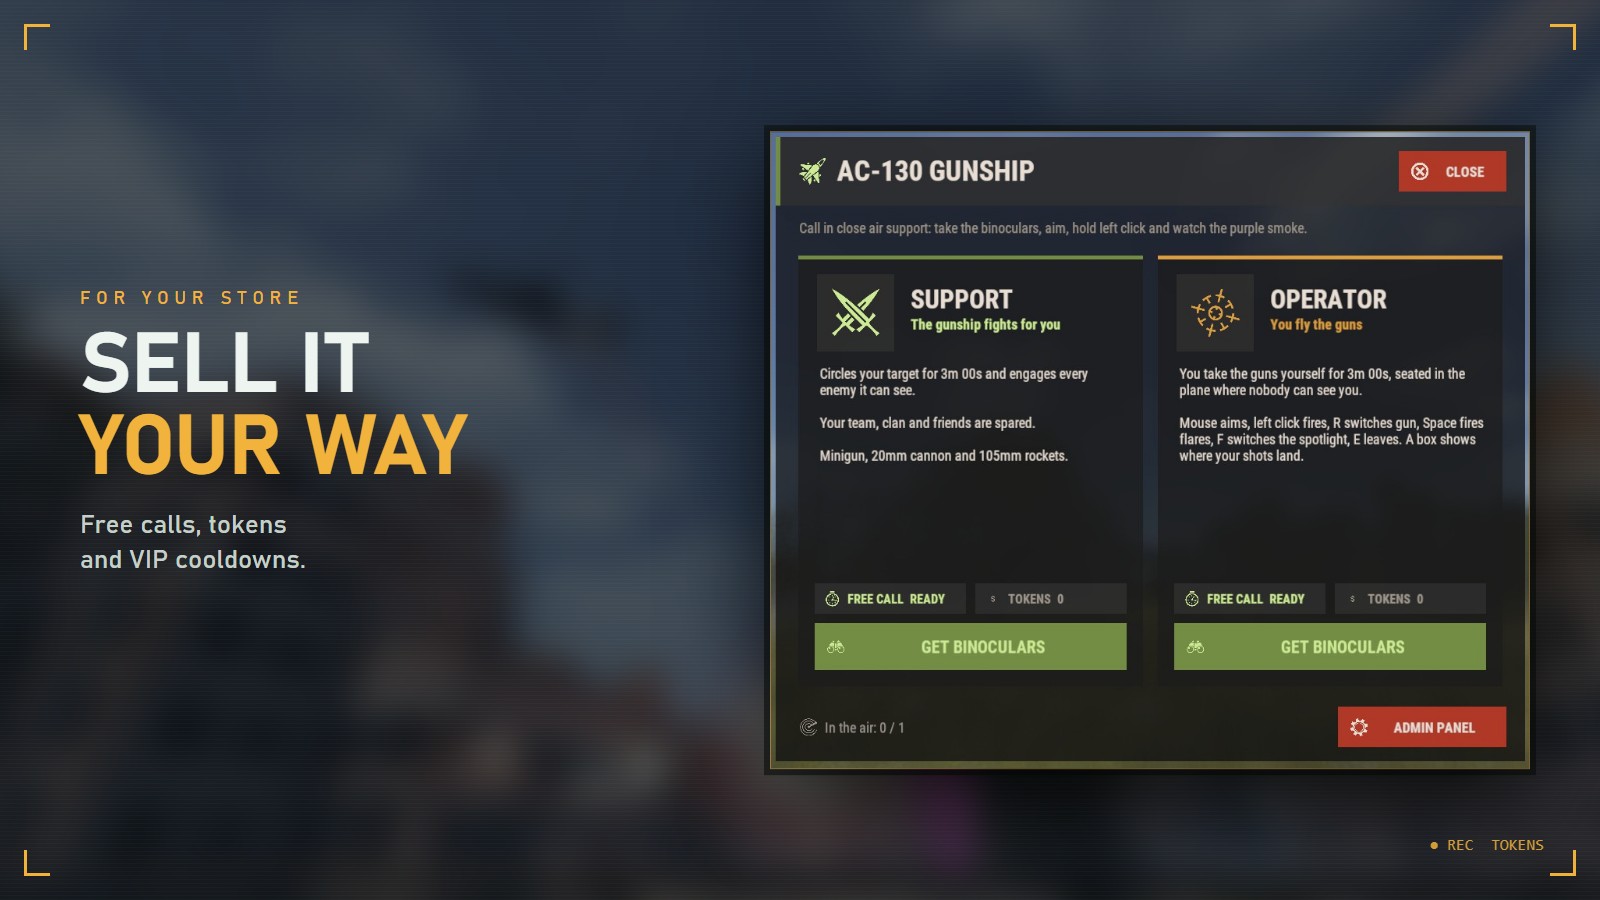 FOR YOUR STORE
SELL IT
YOUR WAY
Free calls, tokens
and VIP cooldowns.
AC-130 GUNSHIP
CLOSE
Call in close air support: take the binoculars, aim, hold left click and watch the purple smoke.
SUPPORT
The gunship fights for you
Circles your target for 3m 00s and engages every
enemy it can see.
Your team, clan and friends are spared.
Minigun, 20mm cannon and 105mm rockets.
FREE CALL READY
$ TOKENS 0
GET BINOCULARS
OPERATOR
You fly the guns
You take the guns yourself for 3m 00s, seated in the
plane where nobody can see you.
Mouse aims, left click fires, R switches gun, Space fires
flares, F switches the spotlight, E leaves. A box shows
where your shots land.
FREE CALL READY
$ TOKENS 0
GET BINOCULARS
In the air: 0 / 1
ADMIN PANEL
REC TOKENS